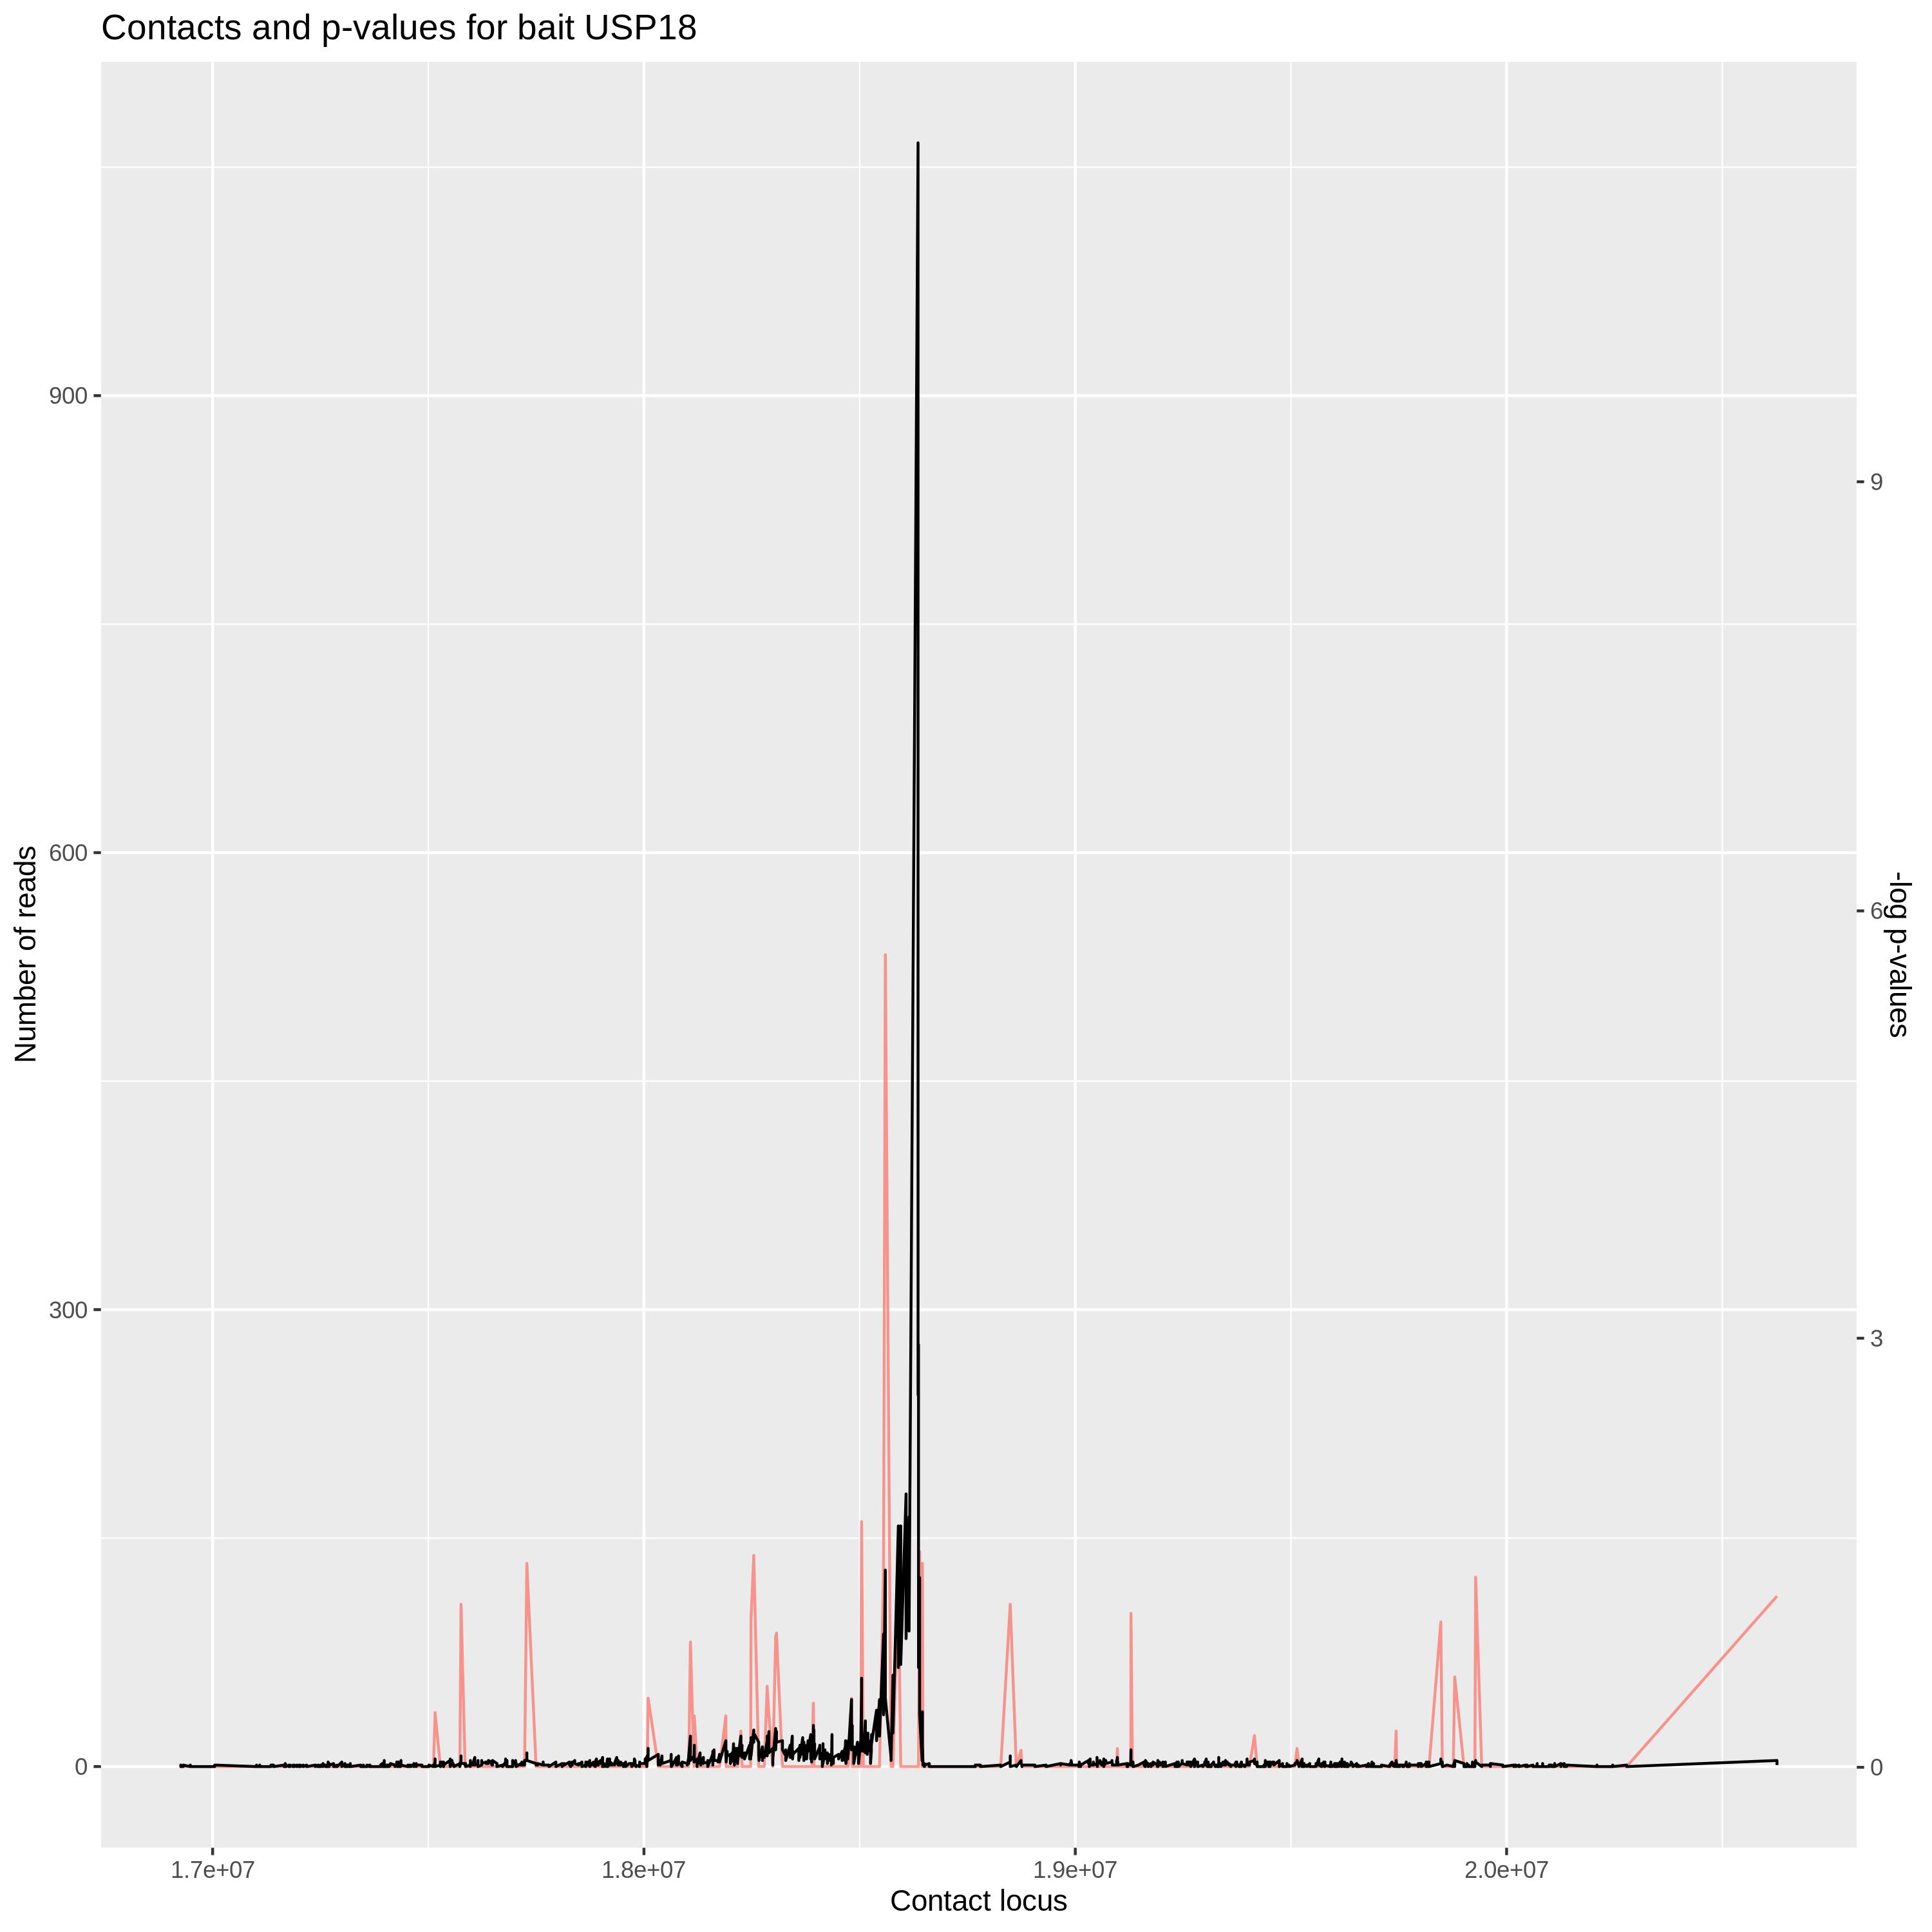 Contacts and p-values for bait USP18
900
600
300
0
Number of reads
9
6
3
0
-log p-values
1.7e+07
1.8e+07
1.9e+07
2.0e+07
Contact locus